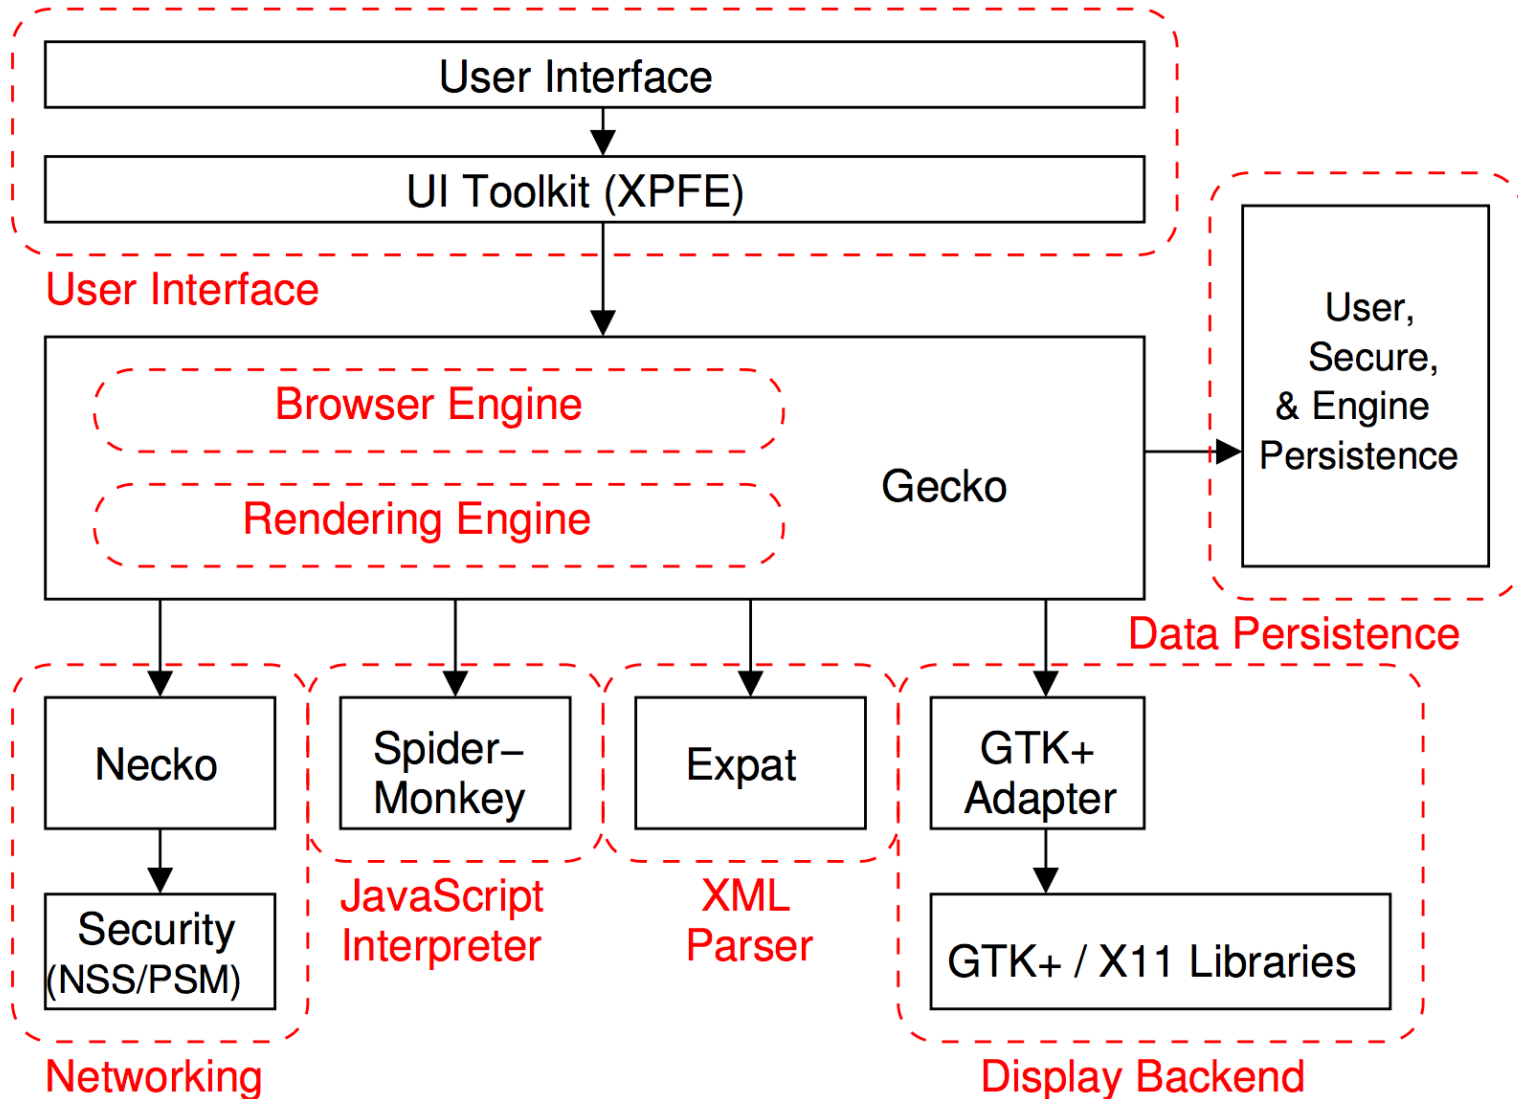 User Interface
UI Toolkit (XPFE)
User Interface
User,
Secure,
& Engine
Persistence
Data Persistence
Browser Engine
Rendering Engine
Gecko
Necko
Security
(NSS/PSM)
Networking
Spider–
Monkey
JavaScript
Interpreter
Expat
XML
Parser
GTK+
Adapter
GTK+ / X11 Libraries
Display Backend